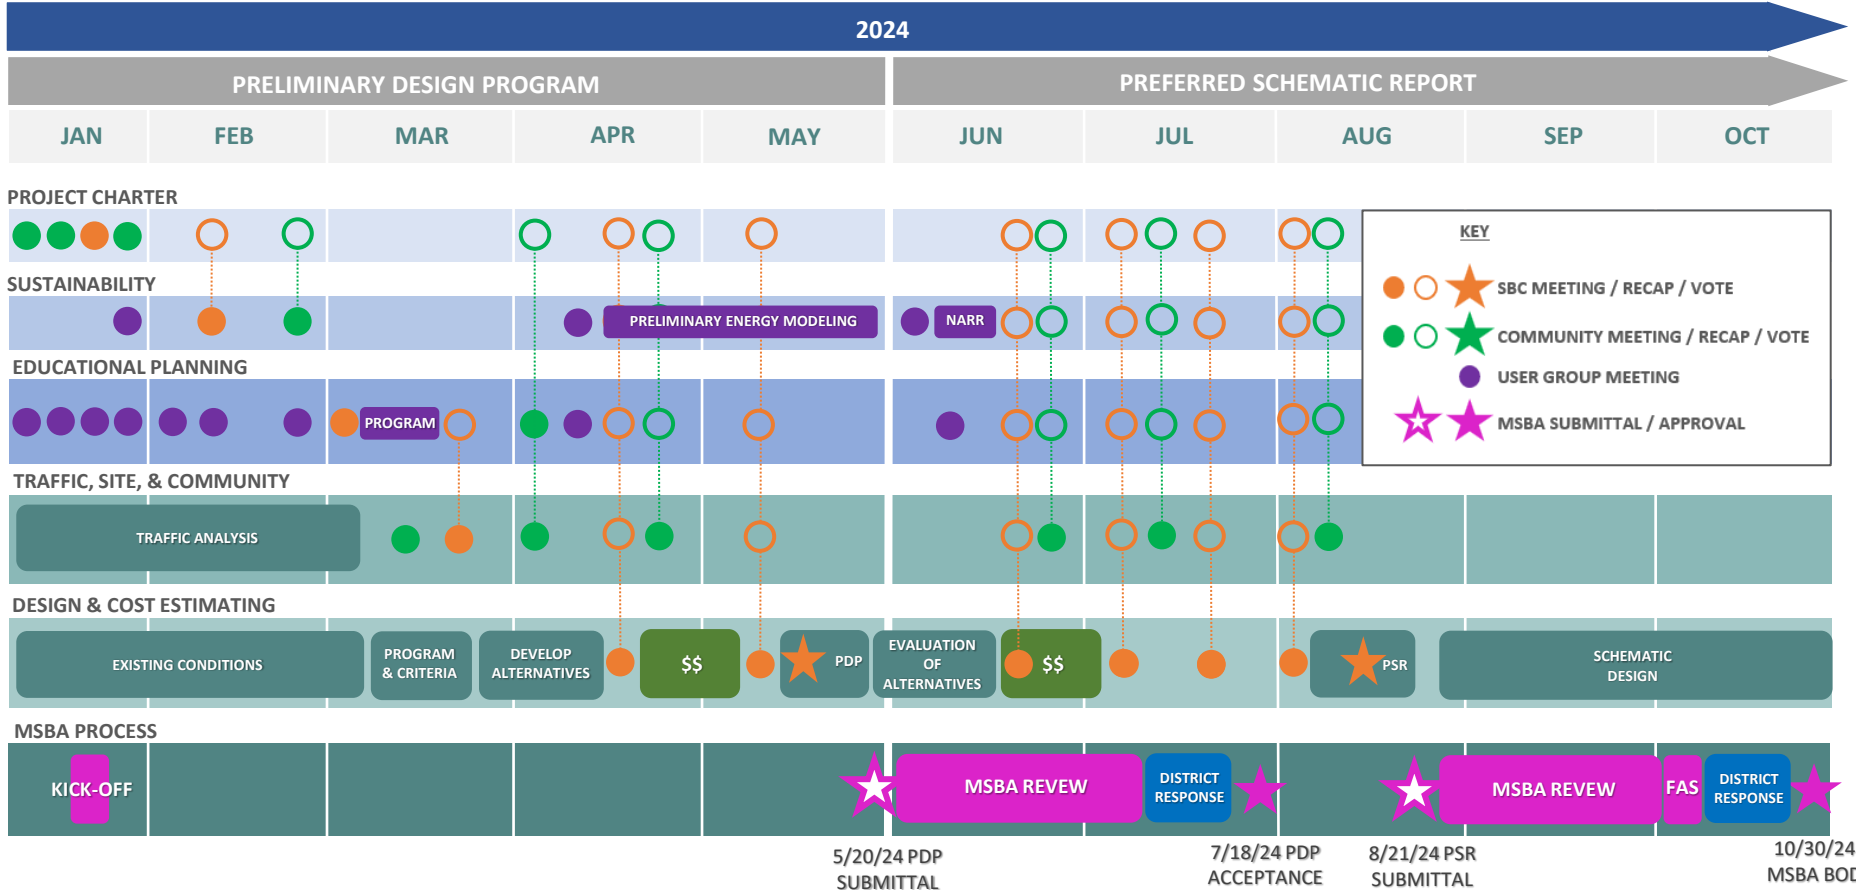 2024
PRELIMINARY DESIGN PROGRAM
PREFERRED SCHEMATIC REPORT
JAN
FEB
MAR
APR
MAY
JUN
JUL
AUG
SEP
OCT
PROJECT CHARTER
SUSTAINABILITY
PRELIMINARY ENERGY MODELING
NARR
EDUCATIONAL PLANNING
PROGRAM
KEY
SBC MEETING / RECAP / VOTE
COMMUNITY MEETING / RECAP / VOTE
USER GROUP MEETING
MSBA SUBMITTAL / APPROVAL
TRAFFIC, SITE, & COMMUNITY
TRAFFIC ANALYSIS
DESIGN & COST ESTIMATING
EXISTING CONDITIONS
PROGRAM
& CRITERIA
DEVELOP
ALTERNATIVES
$$
PDP
EVALUATION
OF
ALTERNATIVES
$$
PSR
SCHEMATIC
DESIGN
MSBA PROCESS
KICK-OFF
MSBA REVEW
DISTRICT
RESPONSE
MSBA REVEW
FAS
DISTRICT
RESPONSE
5/20/24 PDP
SUBMITTAL
7/18/24 PDP
ACCEPTANCE
8/21/24 PSR
SUBMITTAL
10/30/24
MSBA BOD